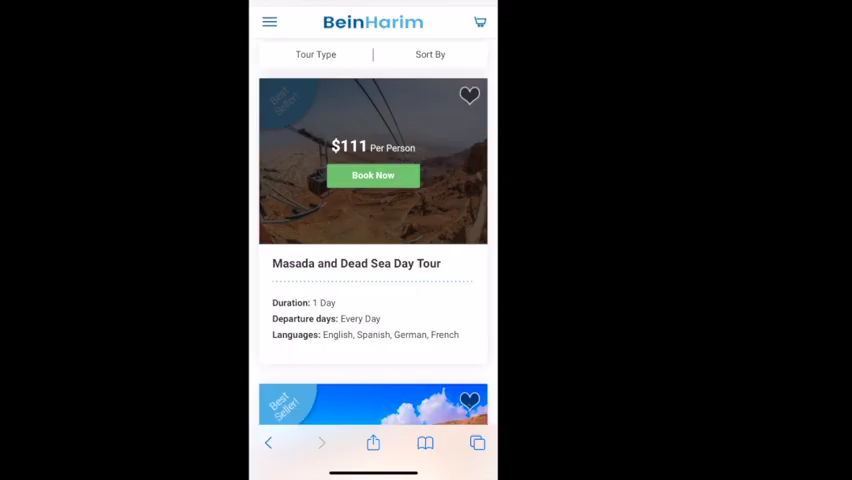 BeinHarim
Tour Type | Sort By
Best
Seller!
$111 Per Person
Book Now
Masada and Dead Sea Day Tour
Duration: 1 Day
Departure days: Every Day
Languages: English, Spanish, German, French
Best
Seller!